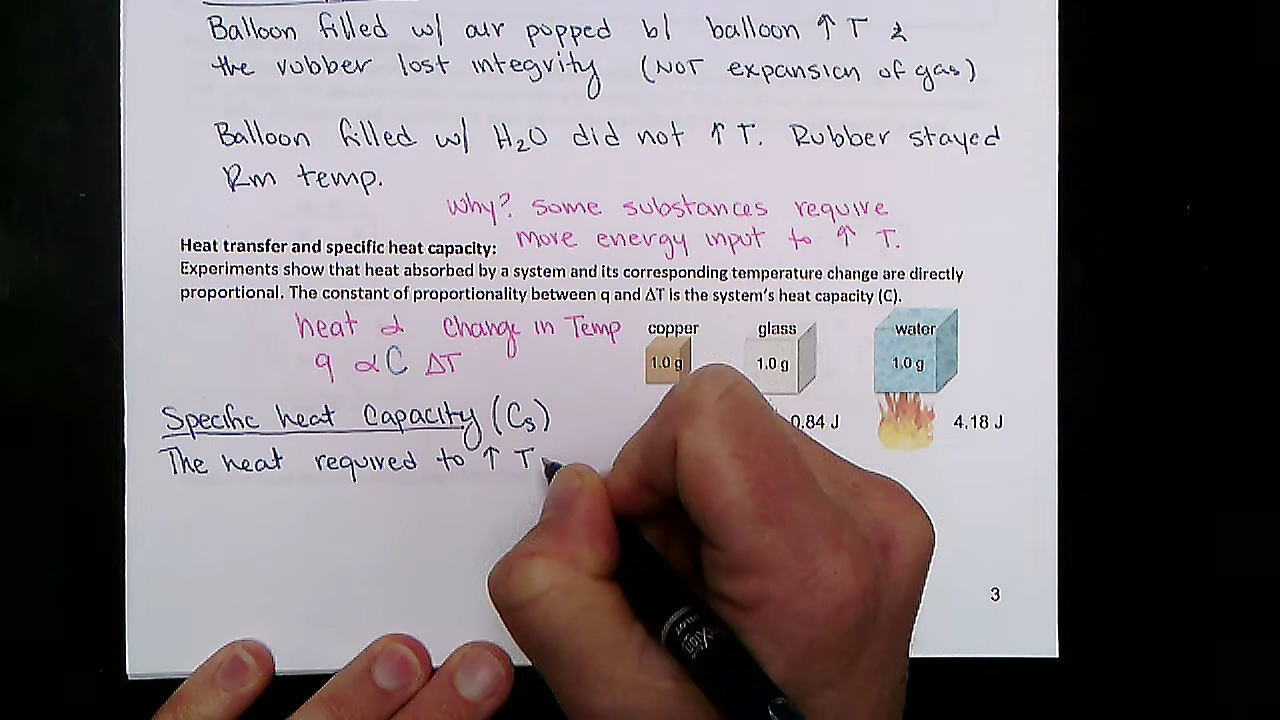 Balloon filled w/ air popped b/ balloon ↑ T &
the rubber lost integrity (NOT expansion of gas)
Balloon filled w/ H₂O did not ↑ T. Rubber stayed
Rm temp.
why? some substances require
more energy input to ↑ T.
Heat transfer and specific heat capacity:
Experiments show that heat absorbed by a system and its corresponding temperature change are directly
proportional. The constant of proportionality between q and ΔT is the system's heat capacity (C).
heat α change in Temp
q α C ΔT
copper glass water
1.0 g 1.0 g 1.0 g
0.84 J 4.18 J
Specific heat Capacity (Cs)
The heat required to ↑ T
3